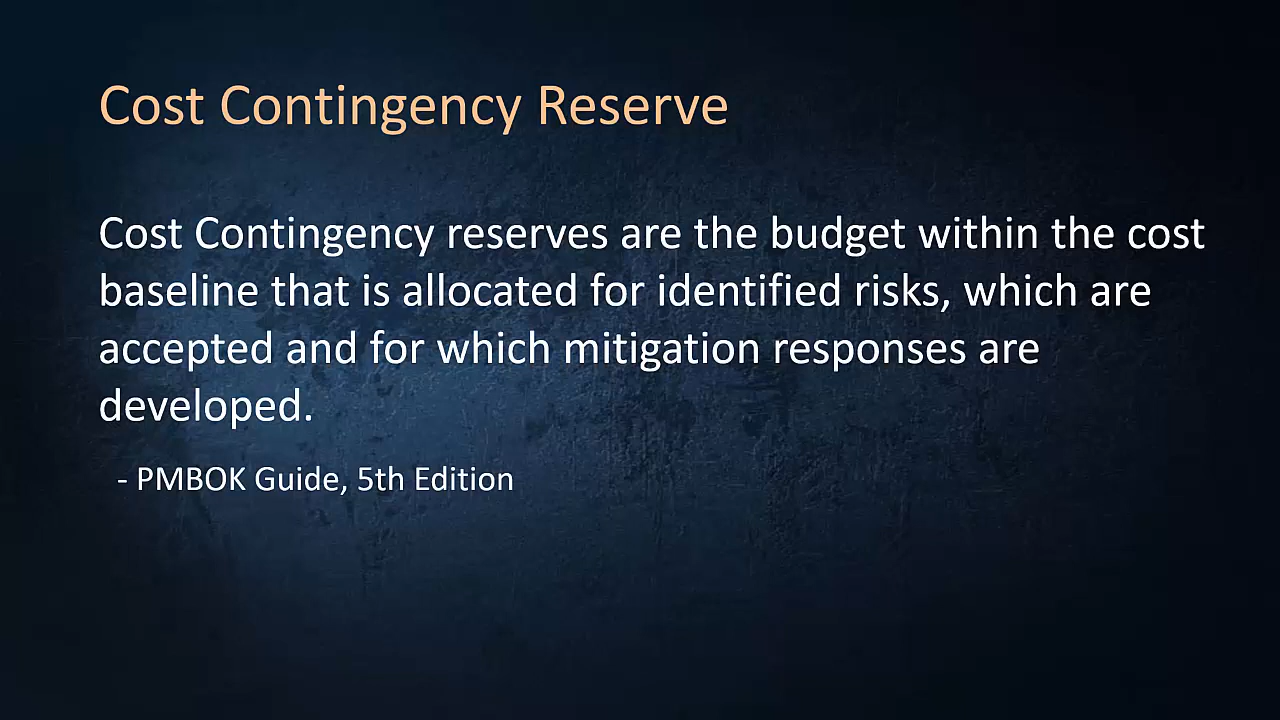 Cost Contingency Reserve
Cost Contingency reserves are the budget within the cost
baseline that is allocated for identified risks, which are
accepted and for which mitigation responses are
developed.
- PMBOK Guide, 5th Edition